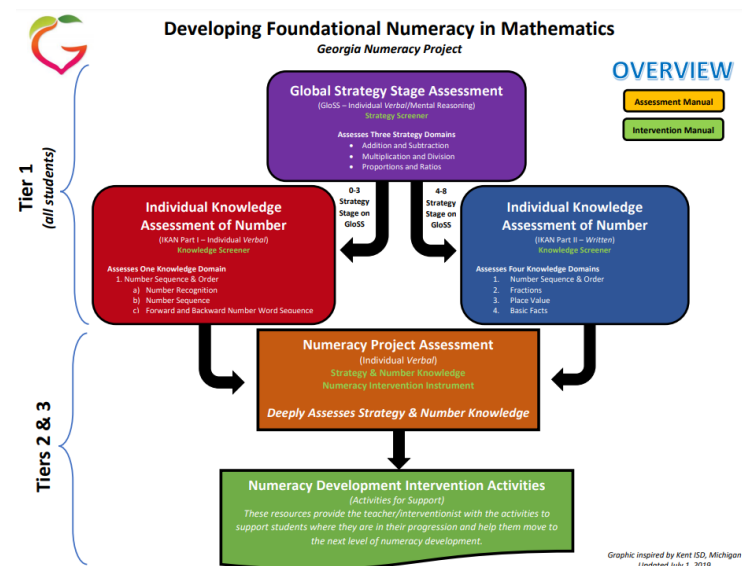 Developing Foundational Numeracy in Mathematics
Georgia Numeracy Project
OVERVIEW
Assessment Manual
Intervention Manual
Tier 1
(all students)
Global Strategy Stage Assessment
(GloSS – Individual Verbal/Mental Reasoning)
Strategy Screener
Assesses Three Strategy Domains
• Addition and Subtraction
• Multiplication and Division
• Proportions and Ratios
0-3
Strategy
Stage on
GloSS
4-8
Strategy
Stage on
GloSS
Individual Knowledge
Assessment of Number
(IKAN Part I – Individual Verbal)
Knowledge Screener
Assesses One Knowledge Domain
1. Number Sequence & Order
a) Number Recognition
b) Number Sequence
c) Forward and Backward Number Word Sequence
Individual Knowledge
Assessment of Number
(IKAN Part II – Written)
Knowledge Screener
Assesses Four Knowledge Domains
1. Number Sequence & Order
2. Fractions
3. Place Value
4. Basic Facts
Tiers 2 & 3
Numeracy Project Assessment
(Individual Verbal)
Strategy & Number Knowledge
Numeracy Intervention Instrument
Deeply Assesses Strategy & Number Knowledge
Numeracy Development Intervention Activities
(Activities for Support)
These resources provide the teacher/interventionist with the activities to
support students where they are in their progression and help them move to
the next level of numeracy development.
Graphic inspired by Kent ISD, Michigan
Updated July 1, 2019